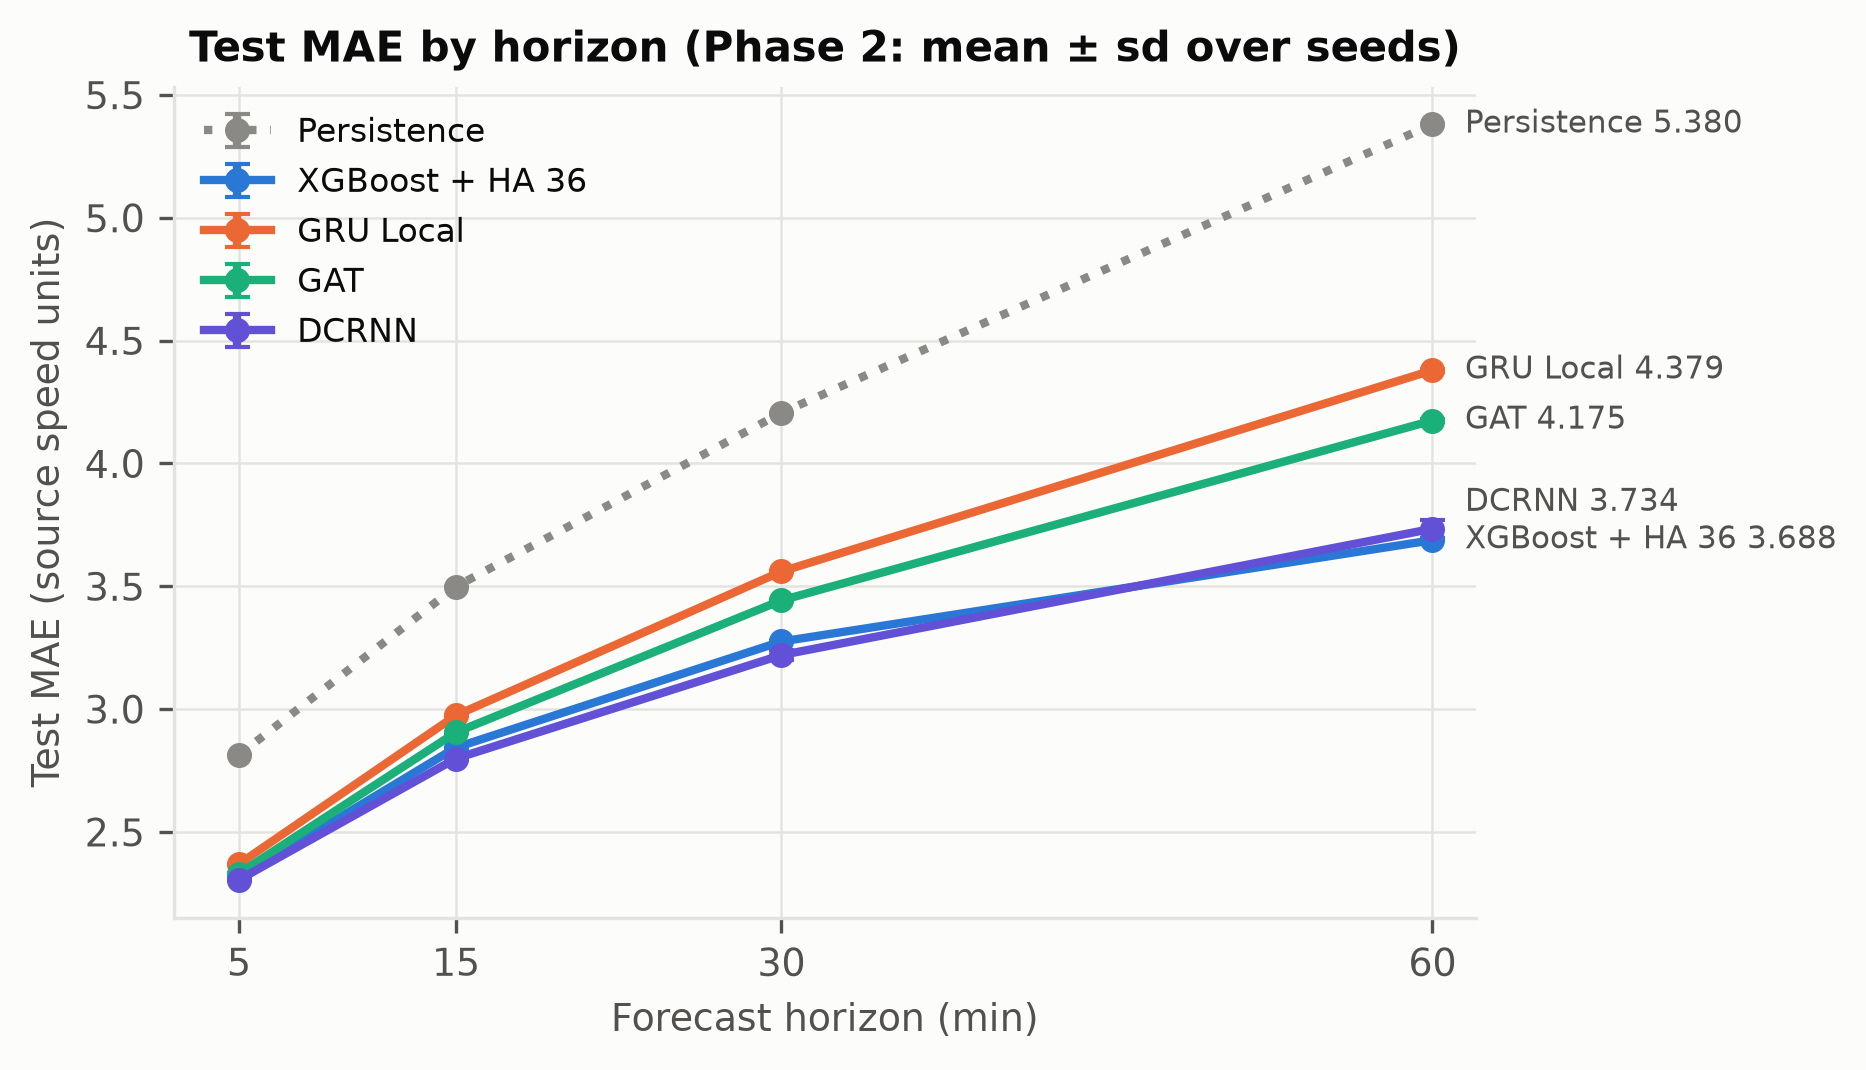 Test MAE by horizon (Phase 2: mean ± sd over seeds)
Test MAE (source speed units)
5.5
5.0
4.5
4.0
3.5
3.0
2.5
Persistence
XGBoost + HA 36
GRU Local
GAT
DCRNN
Persistence 5.380
GRU Local 4.379
GAT 4.175
DCRNN 3.734
XGBoost + HA 36 3.688
5
15
30
60
Forecast horizon (min)